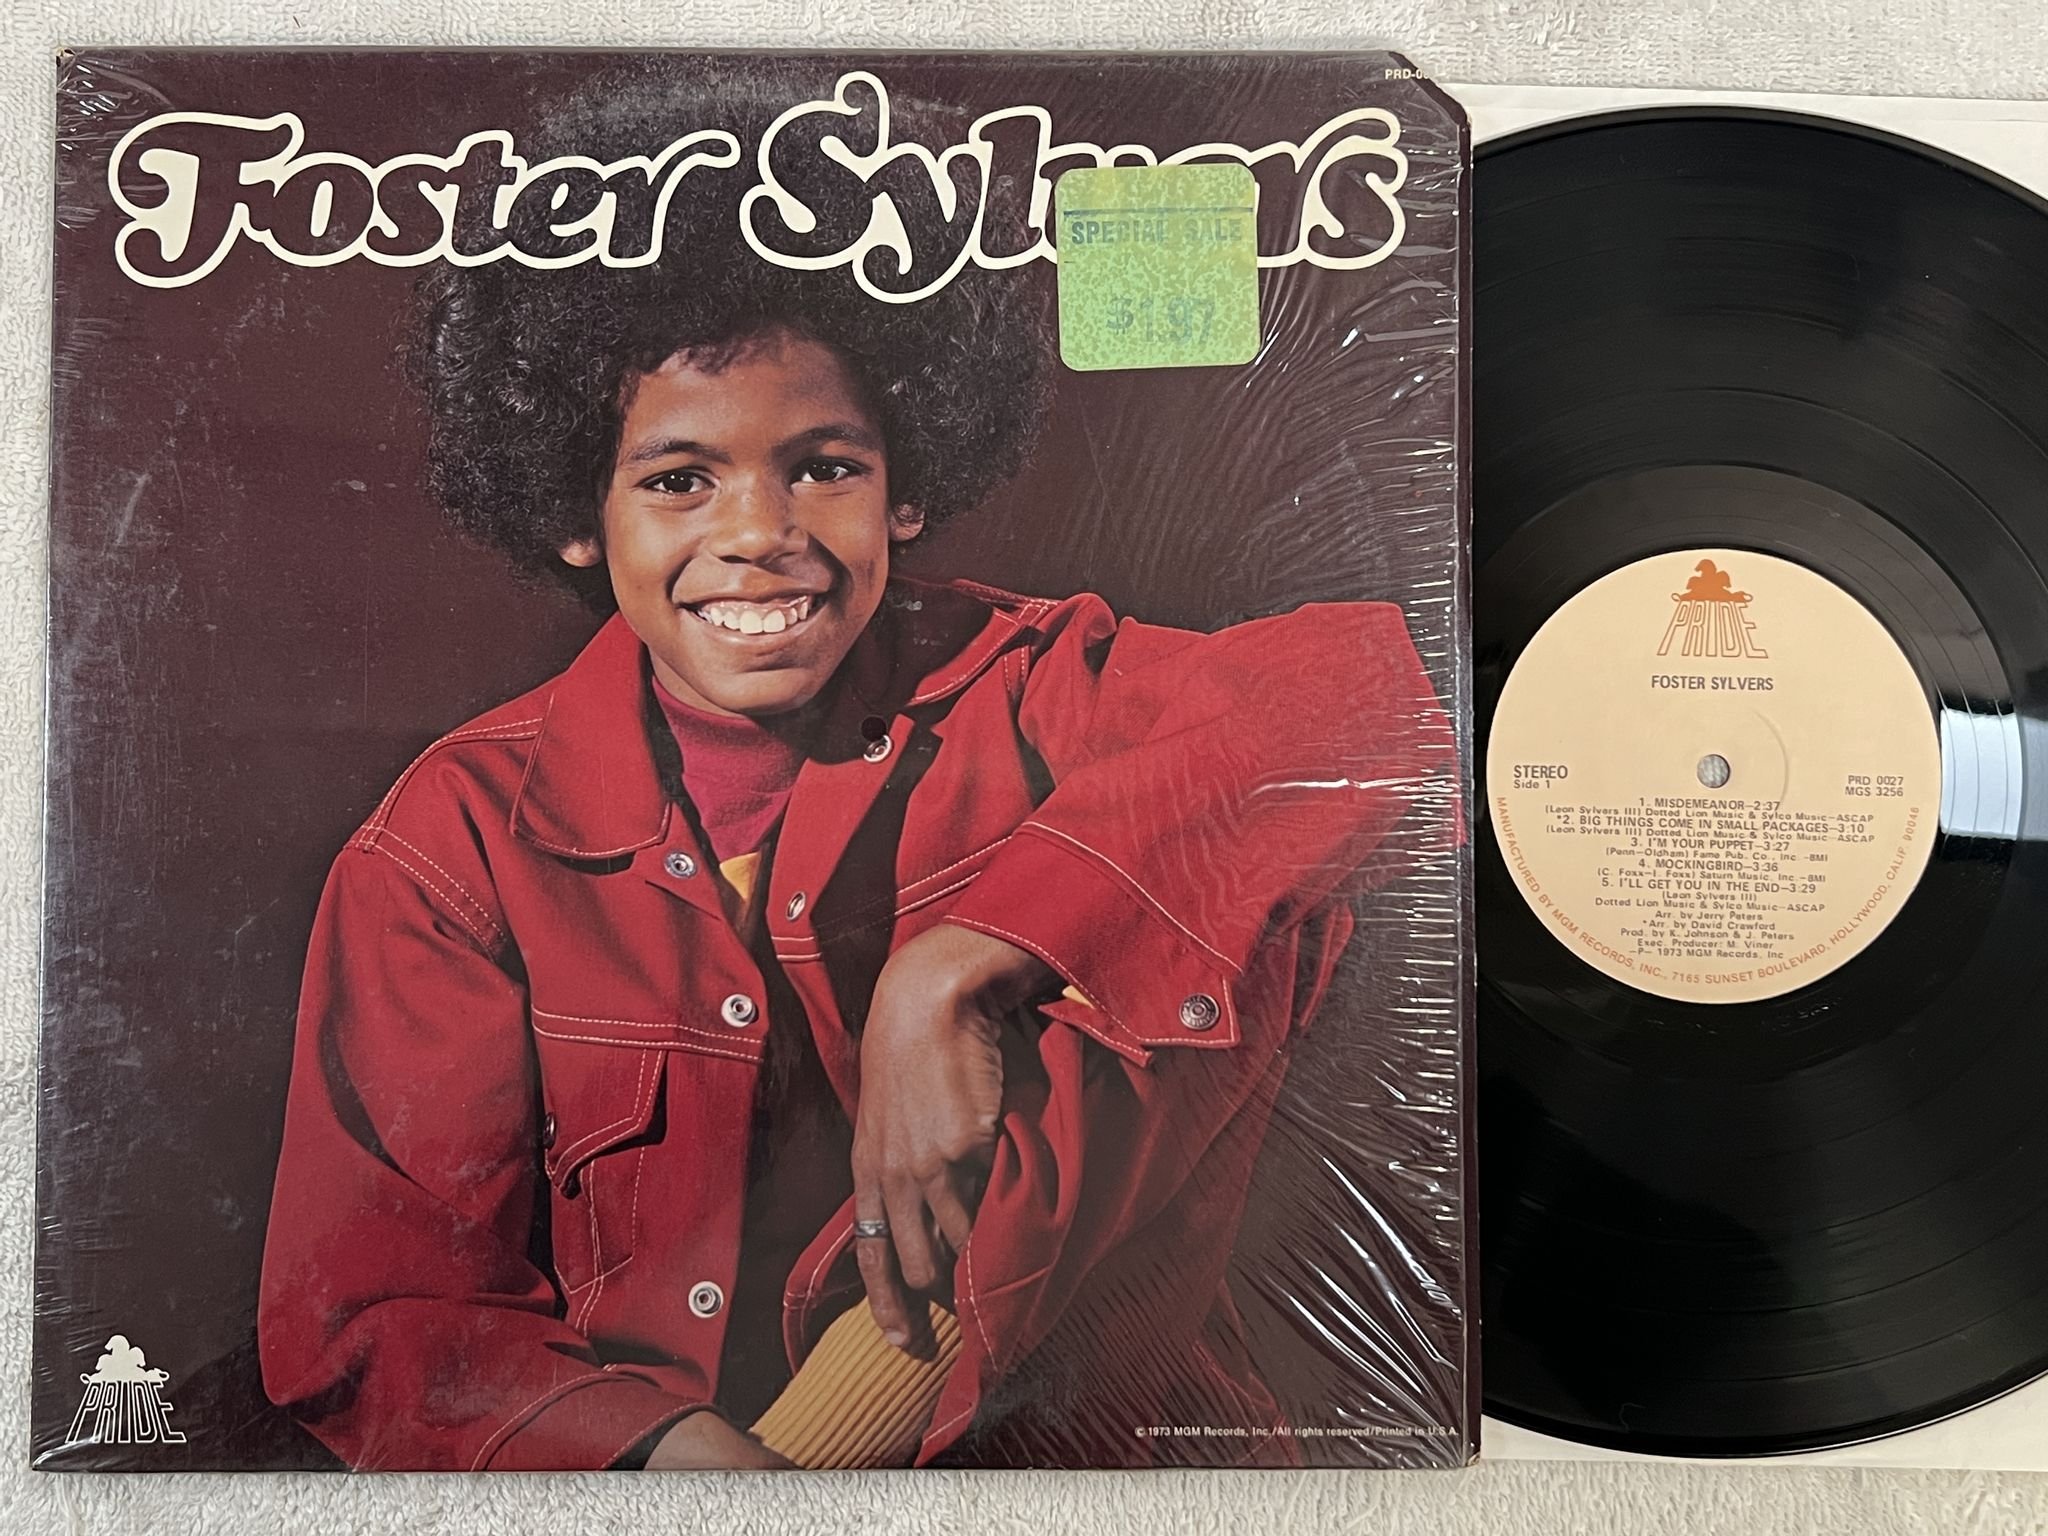 Foster Sylvers
SPECIAL SALE
$1.97
PRIDE
© 1973 MGM Records, Inc./All rights reserved/Printed in U.S.A.
PRIDE
FOSTER SYLVERS
STEREO
Side 1
PRD 0027
MGS 3256
1. MISDEMEANOR—2:37
(Leon Sylvers III) Dotted Lion Music & Sylco Music—ASCAP
*2. BIG THINGS COME IN SMALL PACKAGES—3:10
(Leon Sylvers III) Dotted Lion Music & Sylco Music—ASCAP
3. I'M YOUR PUPPET—3:27
(Penn—Oldham) Fame Pub. Co., Inc.—BMI
4. MOCKINGBIRD—3:36
(C. Foxx—I. Foxx) Saturn Music, Inc.—BMI
5. I'LL GET YOU IN THE END—3:29
(Leon Sylvers III)
Dotted Lion Music & Sylco Music—ASCAP
Arr. by Jerry Peters
*Arr. by David Crawford
Prod. by K. Johnson & J. Peters
Exec. Producer: M. Viner
—P— 1973 MGM Records, Inc
MANUFACTURED BY MGM RECORDS, INC., 7165 SUNSET BOULEVARD, HOLLYWOOD, CALIF. 90046